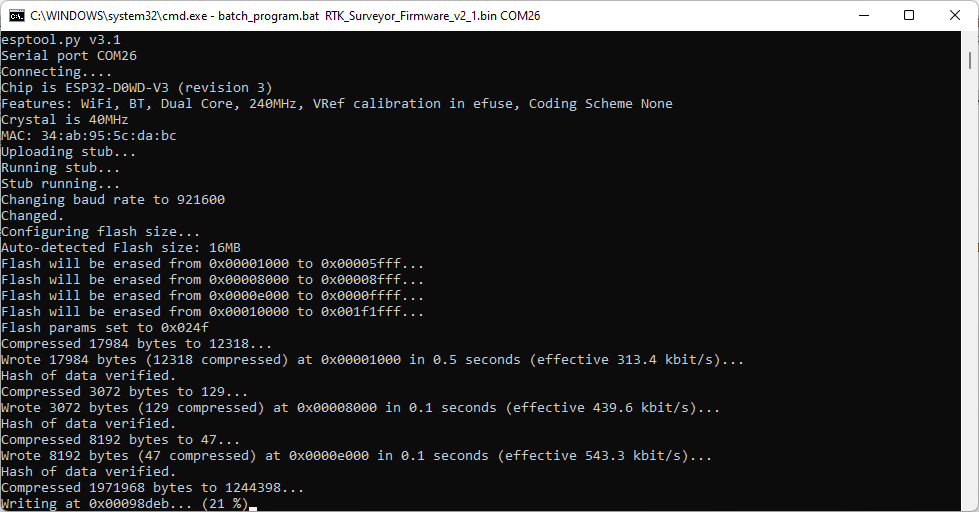 C:\WINDOWS\system32\cmd.exe - batch_program.bat  RTK_Surveyor_Firmware_v2_1.bin COM26
esptool.py v3.1
Serial port COM26
Connecting....
Chip is ESP32-D0WD-V3 (revision 3)
Features: WiFi, BT, Dual Core, 240MHz, VRef calibration in efuse, Coding Scheme None
Crystal is 40MHz
MAC: 34:ab:95:5c:da:bc
Uploading stub...
Running stub...
Stub running...
Changing baud rate to 921600
Changed.
Configuring flash size...
Auto-detected Flash size: 16MB
Flash will be erased from 0x00001000 to 0x00005fff...
Flash will be erased from 0x00008000 to 0x00008fff...
Flash will be erased from 0x0000e000 to 0x0000ffff...
Flash will be erased from 0x00010000 to 0x001f1fff...
Flash params set to 0x024f
Compressed 17984 bytes to 12318...
Wrote 17984 bytes (12318 compressed) at 0x00001000 in 0.5 seconds (effective 313.4 kbit/s)...
Hash of data verified.
Compressed 3072 bytes to 129...
Wrote 3072 bytes (129 compressed) at 0x00008000 in 0.1 seconds (effective 439.6 kbit/s)...
Hash of data verified.
Compressed 8192 bytes to 47...
Wrote 8192 bytes (47 compressed) at 0x0000e000 in 0.1 seconds (effective 543.3 kbit/s)...
Hash of data verified.
Compressed 1971968 bytes to 1244398...
Writing at 0x00098deb... (21 %)